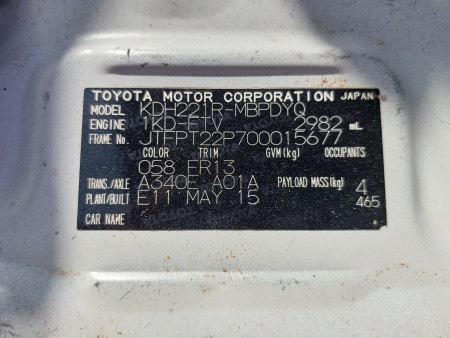 TOYOTA MOTOR CORPORATION JAPAN
MODEL KDH221R-MBPDYQ
ENGINE 1KD-FTV 2982 mL
FRAME No. JTFPT22P700015677
COLOR TRIM GVM(kg) OCCUPANTS
058 ER13
TRANS./AXLE A340E A01A PAYLOAD MASS(kg) 4
PLANT/BUILT E11 MAY 15 465
CAR NAME